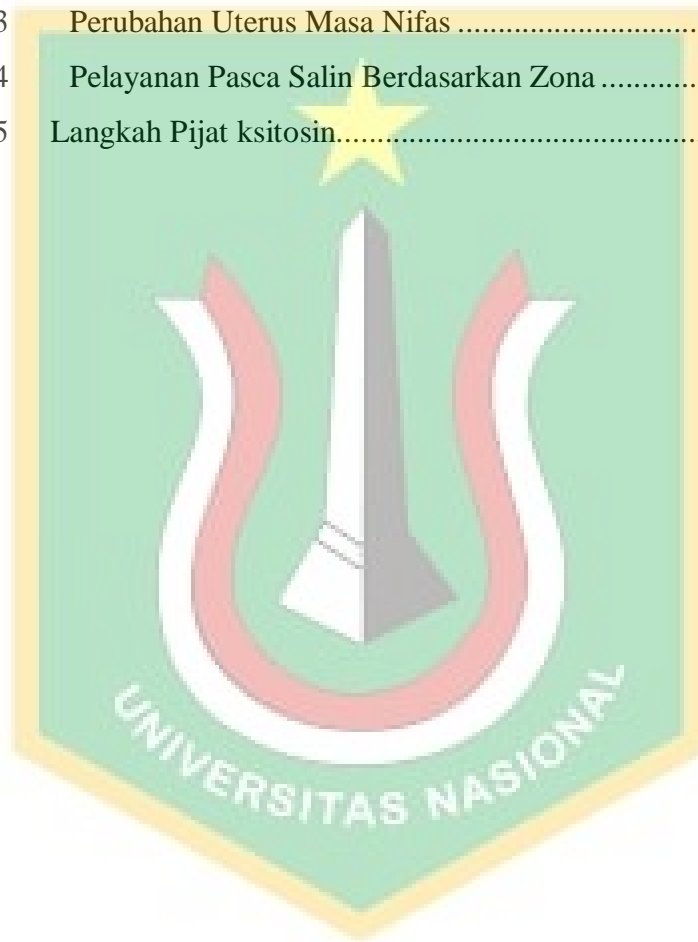 3 Perubahan Uterus Masa Nifas ............................
4 Pelayanan Pasca Salin Berdasarkan Zona ............
5 Langkah Pijat ksitosin..........................................
UNIVERSITAS NASIONAL